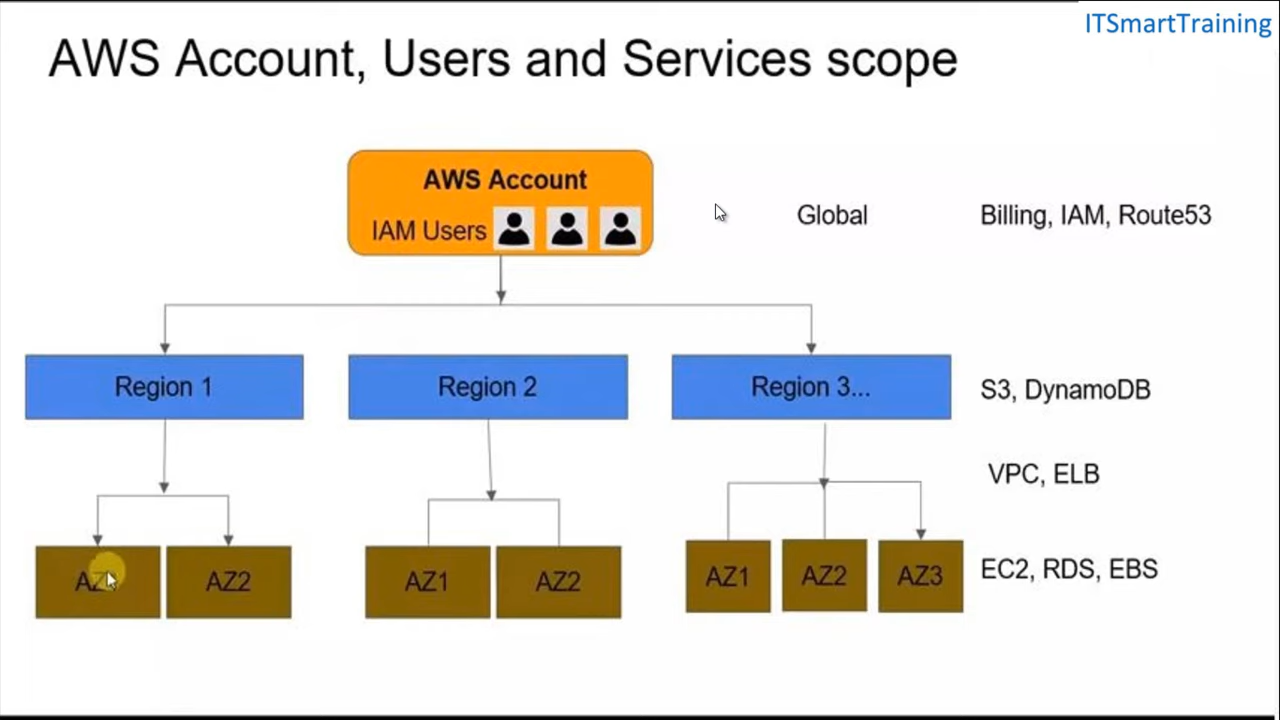 ITSmartTraining
AWS Account, Users and Services scope
AWS Account
IAM Users
Global
Billing, IAM, Route53
Region 1
Region 2
Region 3...
S3, DynamoDB
VPC, ELB
AZ2
AZ1
AZ2
AZ1
AZ2
AZ3
EC2, RDS, EBS